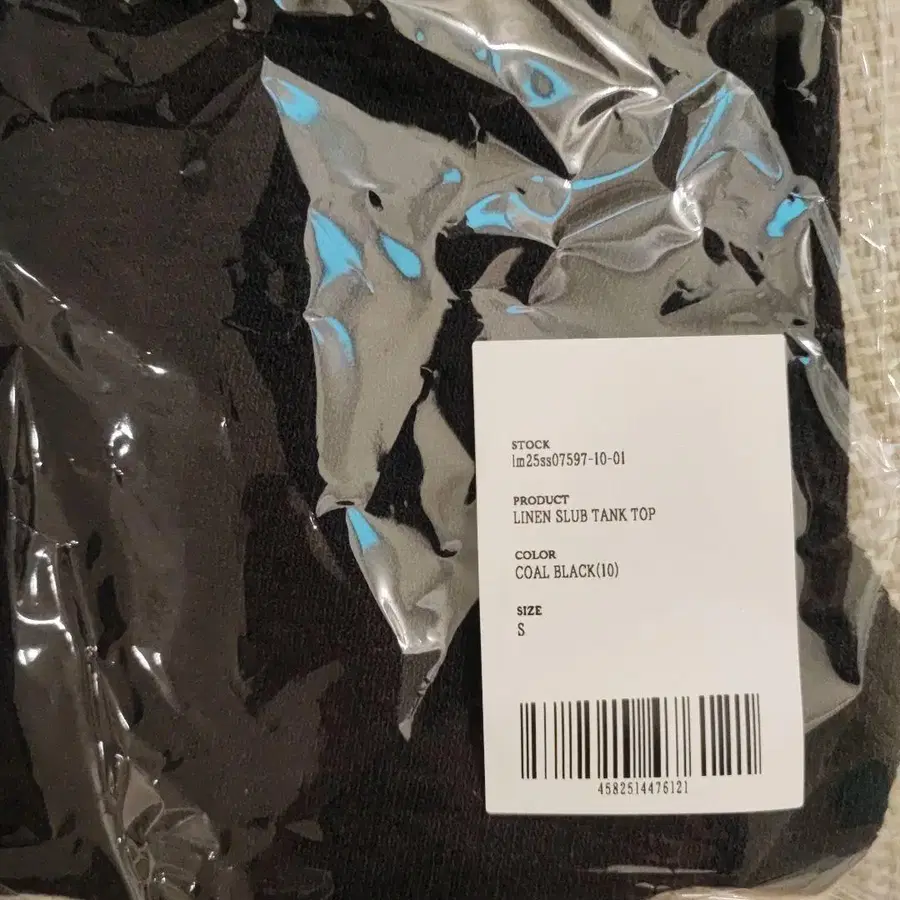 STOCK
lm25ss07597-10-01
PRODUCT
LINEN SLUB TANK TOP
COLOR
COAL BLACK(10)
SIZE
S
4582514476121